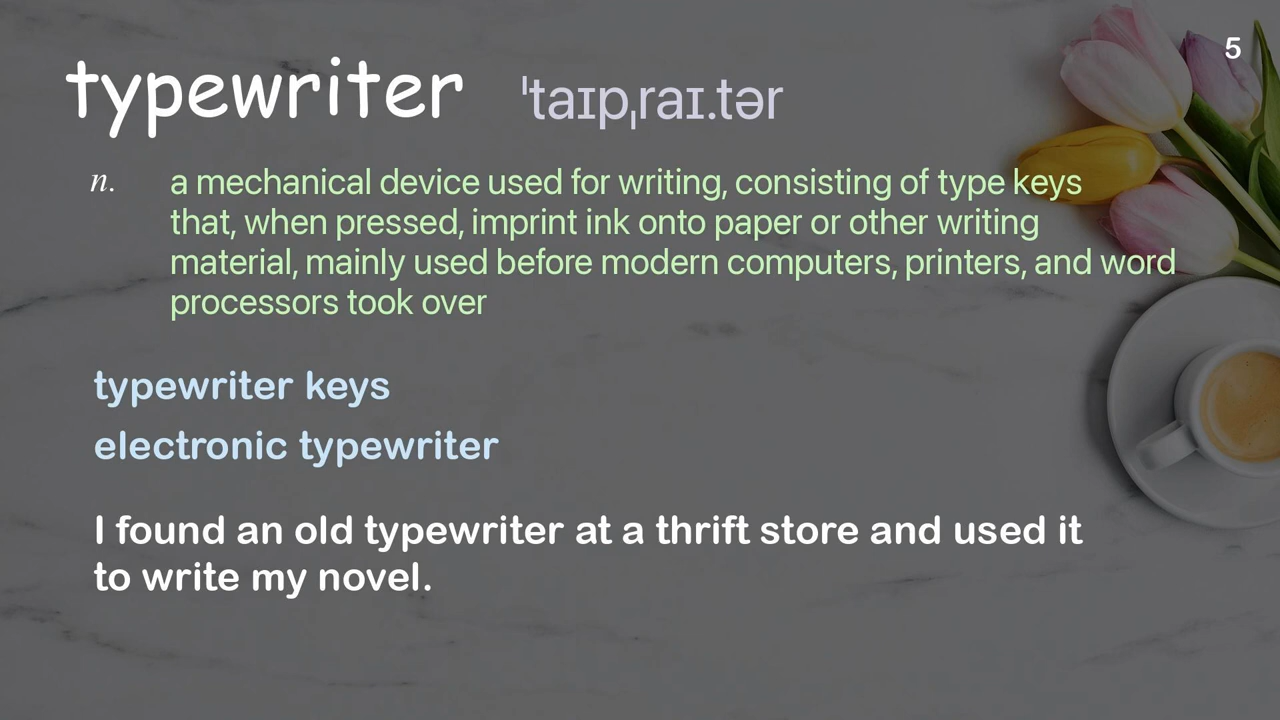 5
typewriter ˈtaɪpˌraɪ.tər
n. a mechanical device used for writing, consisting of type keys
that, when pressed, imprint ink onto paper or other writing
material, mainly used before modern computers, printers, and word
processors took over
typewriter keys
electronic typewriter
I found an old typewriter at a thrift store and used it
to write my novel.